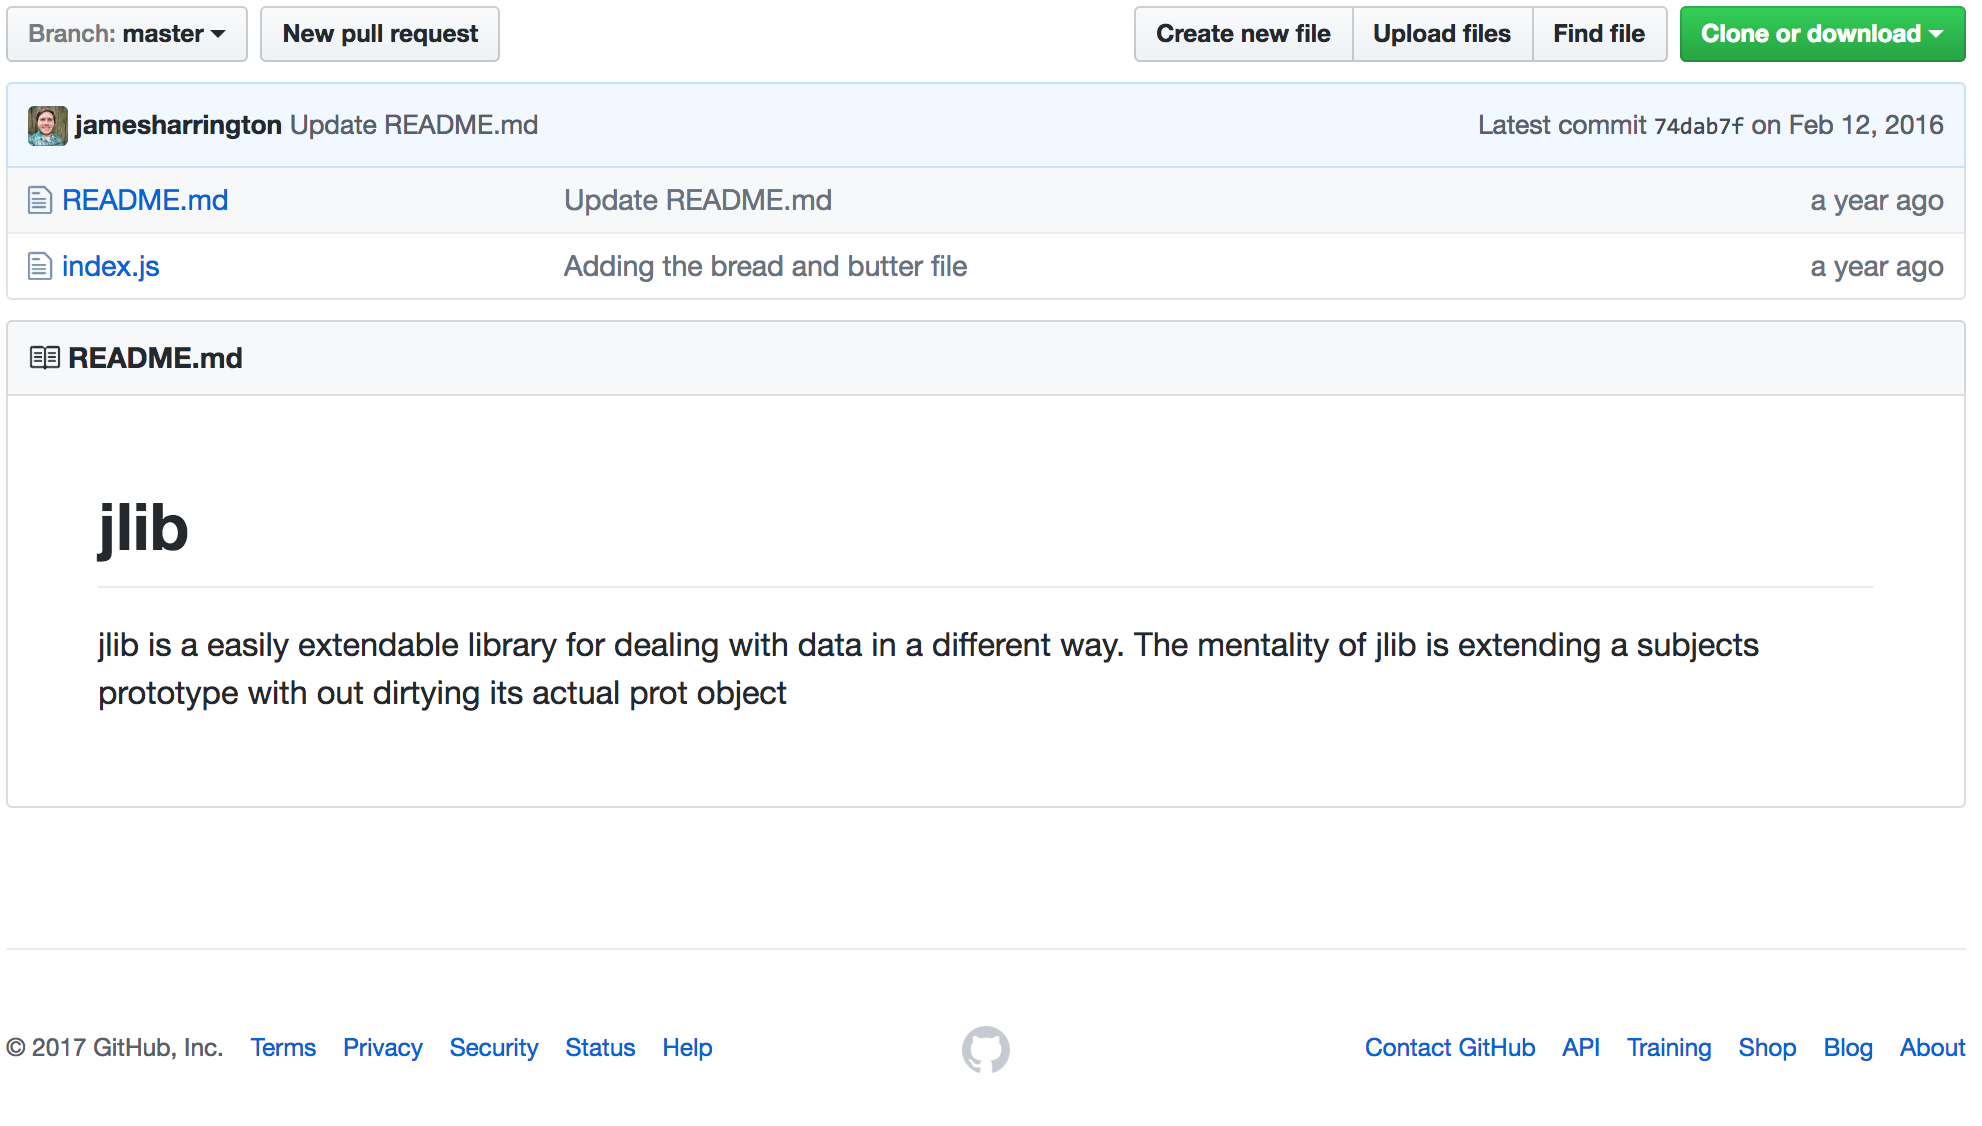 Branch: master New pull request Create new file Upload files Find file Clone or download
jamesharrington Update README.md Latest commit 74dab7f on Feb 12, 2016
README.md Update README.md a year ago
index.js Adding the bread and butter file a year ago
README.md
jlib
jlib is a easily extendable library for dealing with data in a different way. The mentality of jlib is extending a subjects
prototype with out dirtying its actual prot object
© 2017 GitHub, Inc. Terms Privacy Security Status Help Contact GitHub API Training Shop Blog About